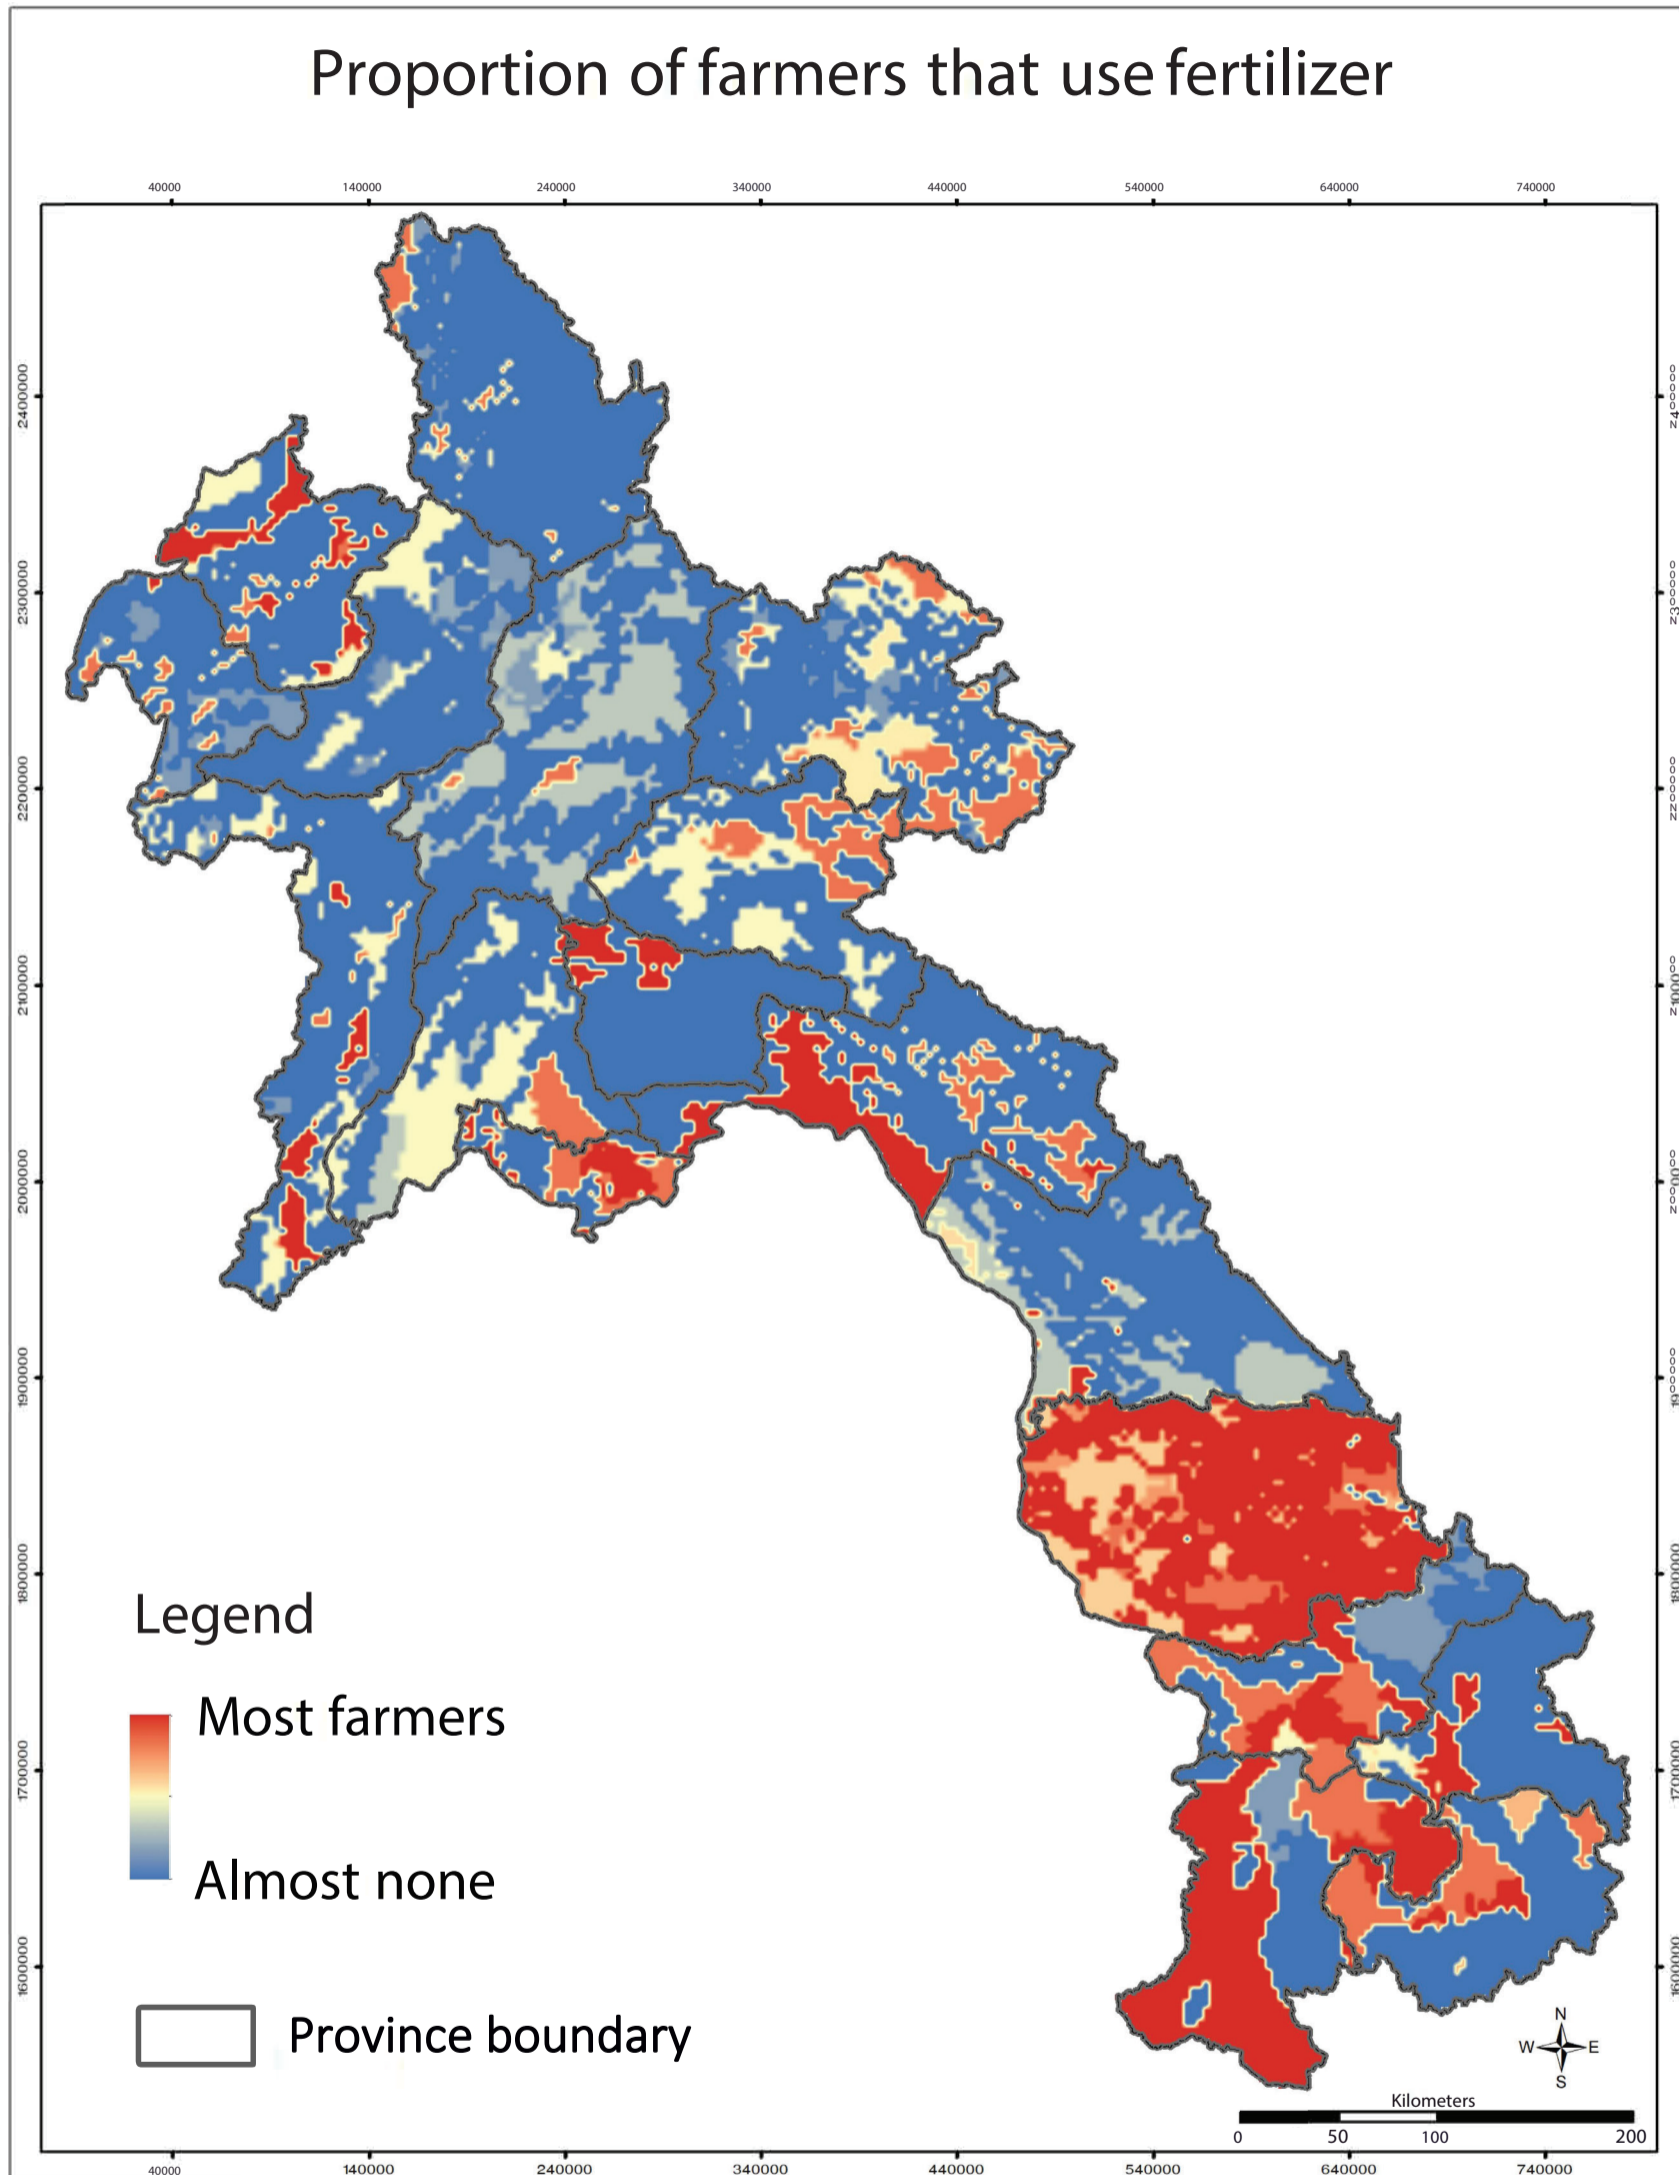 Proportion of farmers that use fertilizer
40000 140000 240000 340000 440000 540000 640000 740000
2400000
2300000
2200000
2100000
2000000
1900000
1800000
1700000
1600000
Legend
Most farmers
Almost none
Province boundary
N
W E
S
Kilometers
0 50 100 200
40000 140000 240000 340000 440000 540000 640000 740000